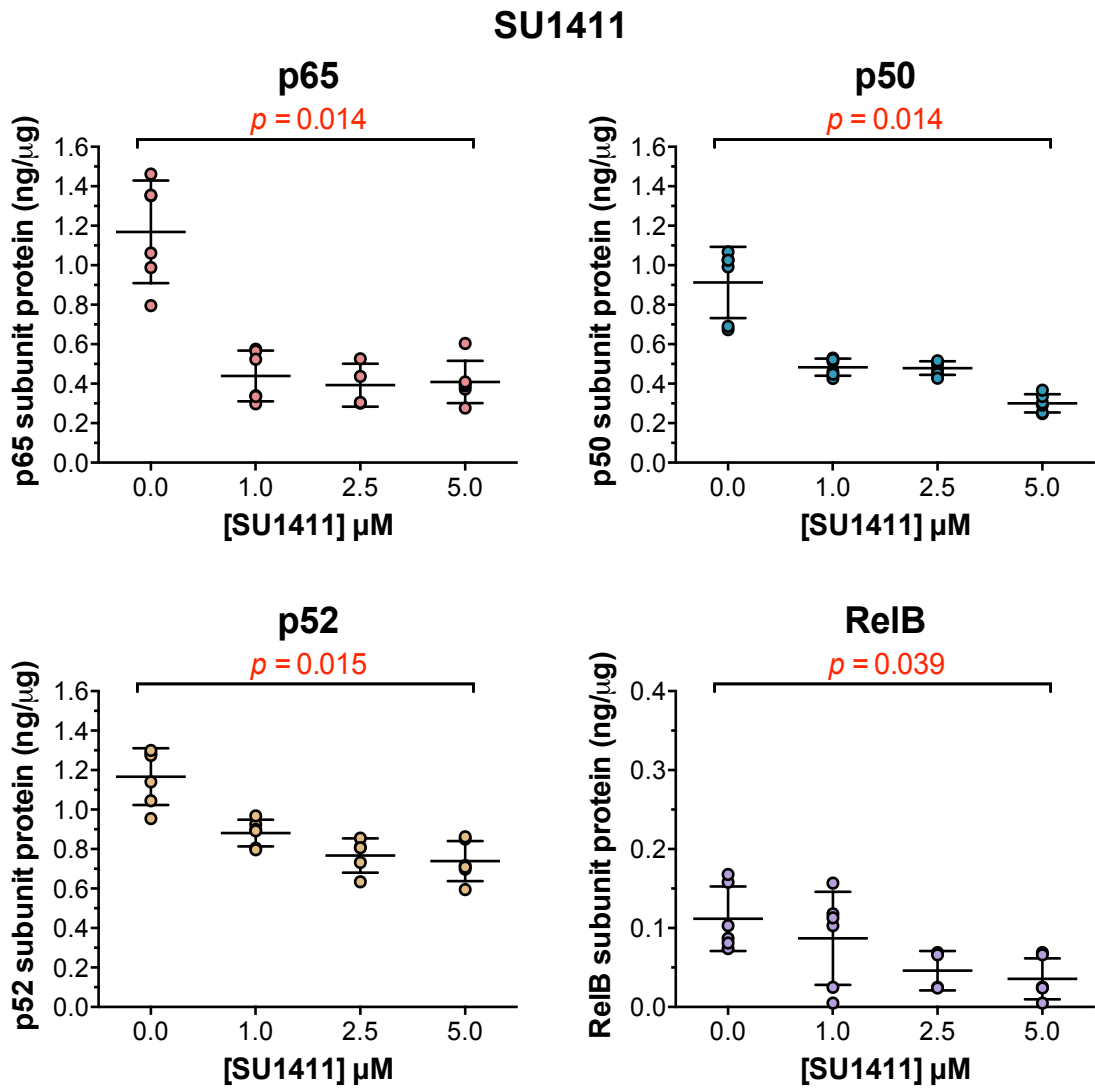 SU1411
p65
p = 0.014
p65 subunit protein (ng/μg)
1.6
1.4
1.2
1.0
0.8
0.6
0.4
0.2
0.0
0.0 1.0 2.5 5.0
[SU1411] µM
p50
p = 0.014
p50 subunit protein (ng/μg)
1.6
1.4
1.2
1.0
0.8
0.6
0.4
0.2
0.0
0.0 1.0 2.5 5.0
[SU1411] µM
p52
p = 0.015
p52 subunit protein (ng/μg)
1.6
1.4
1.2
1.0
0.8
0.6
0.4
0.2
0.0
0.0 1.0 2.5 5.0
[SU1411] µM
RelB
p = 0.039
RelB subunit protein (ng/μg)
0.4
0.3
0.2
0.1
0.0
0.0 1.0 2.5 5.0
[SU1411] µM